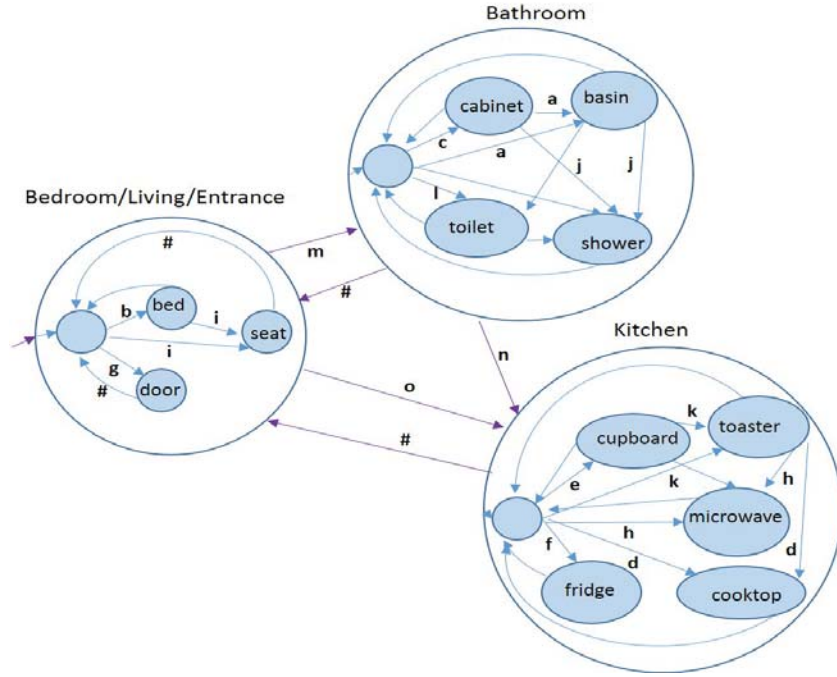 Bathroom
cabinet
a
basin
c
a
j
j
l
toilet
shower
Bedroom/Living/Entrance
#
m
#
b
bed
i
seat
i
g
#
door
n
o
#
Kitchen
k
cupboard
toaster
e
k
h
microwave
h
f
d
d
fridge
cooktop